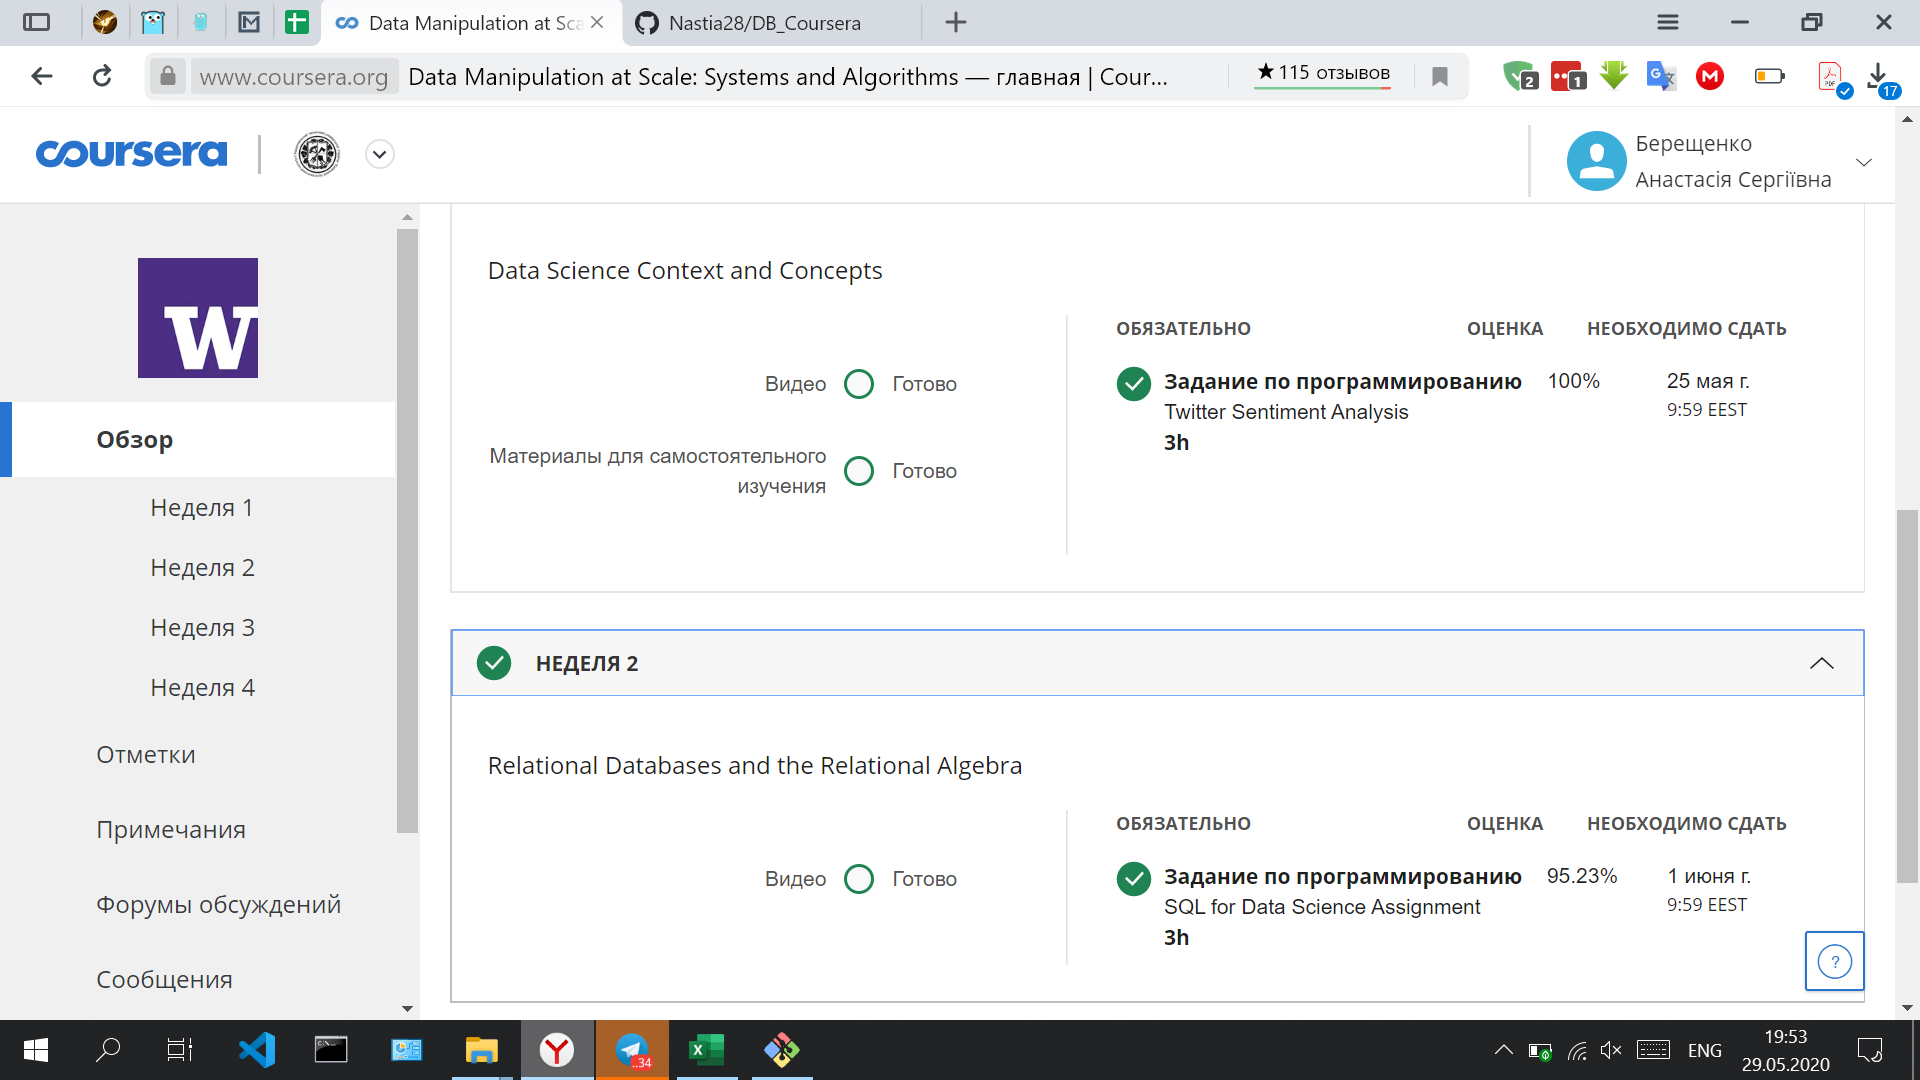 Data Manipulation at Sca
Nastia28/DB_Coursera
www.coursera.org
Data Manipulation at Scale: Systems and Algorithms — главная | Cour...
★115 отзывов
2
1
17
coursera
Берещенко
Анастасія Сергіївна
W
Обзор
Неделя 1
Неделя 2
Неделя 3
Неделя 4
Отметки
Примечания
Форумы обсуждений
Сообщения
Data Science Context and Concepts
Видео
Готово
Материалы для самостоятельного
изучения
Готово
ОБЯЗАТЕЛЬНО
ОЦЕНКА
НЕОБХОДИМО СДАТЬ
Задание по программированию
100%
25 мая г.
Twitter Sentiment Analysis
9:59 EEST
3h
НЕДЕЛЯ 2
Relational Databases and the Relational Algebra
Видео
Готово
ОБЯЗАТЕЛЬНО
ОЦЕНКА
НЕОБХОДИМО СДАТЬ
Задание по программированию
95.23%
1 июня г.
SQL for Data Science Assignment
9:59 EEST
3h
?
..34
ENG
19:53
29.05.2020